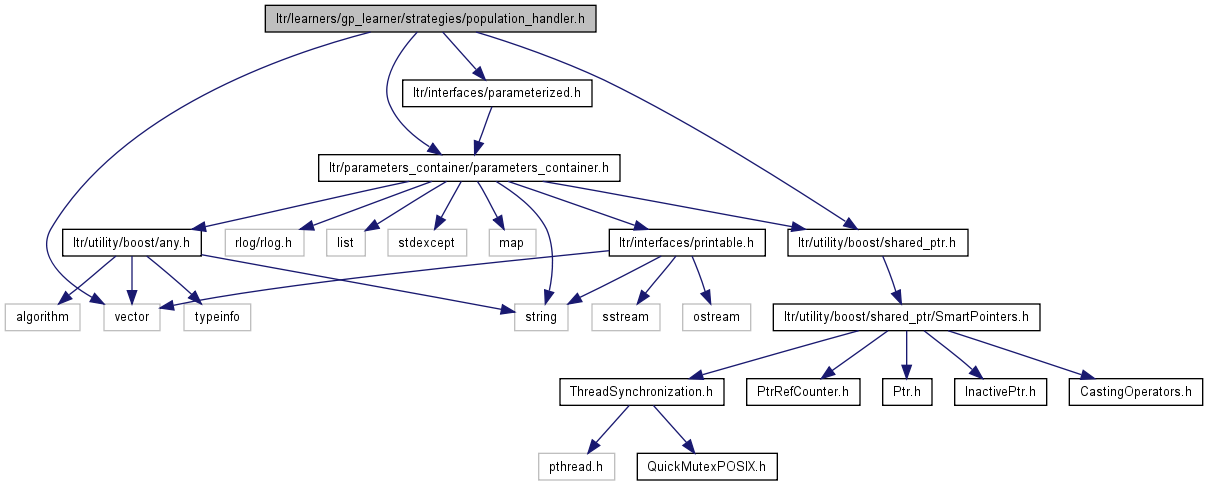 ltr/learners/gp_learner/strategies/population_handler.h
ltr/interfaces/parameterized.h
ltr/parameters_container/parameters_container.h
ltr/utility/boost/any.h
rlog/rlog.h
list
stdexcept
map
ltr/interfaces/printable.h
ltr/utility/boost/shared_ptr.h
algorithm
vector
typeinfo
string
sstream
ostream
ltr/utility/boost/shared_ptr/SmartPointers.h
ThreadSynchronization.h
PtrRefCounter.h
Ptr.h
InactivePtr.h
CastingOperators.h
pthread.h
QuickMutexPOSIX.h